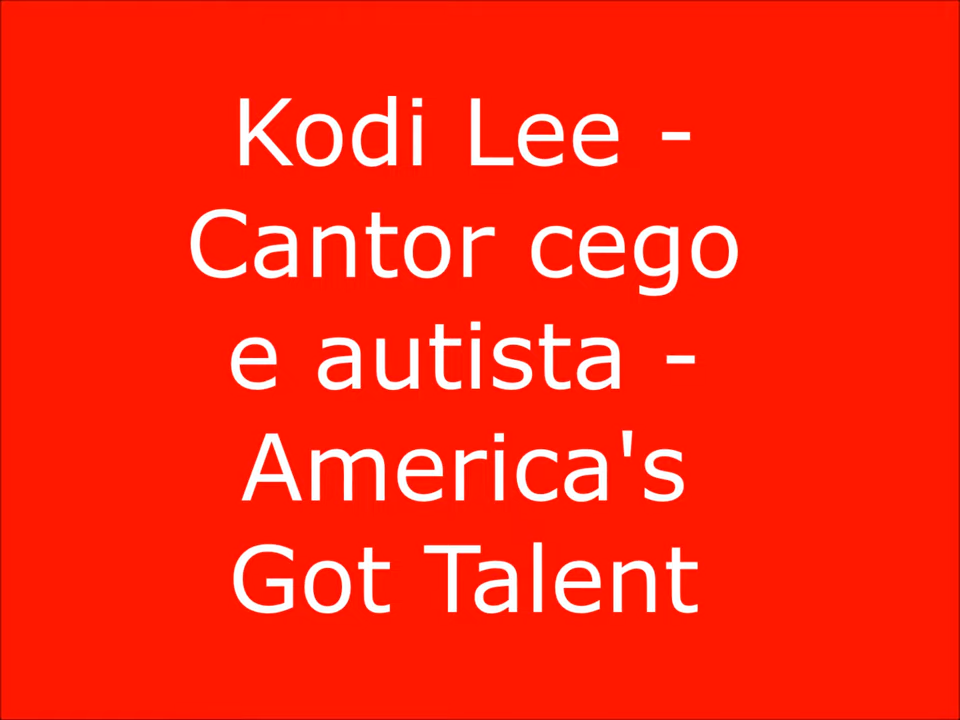 Kodi Lee -
Cantor cego
e autista -
America's
Got Talent